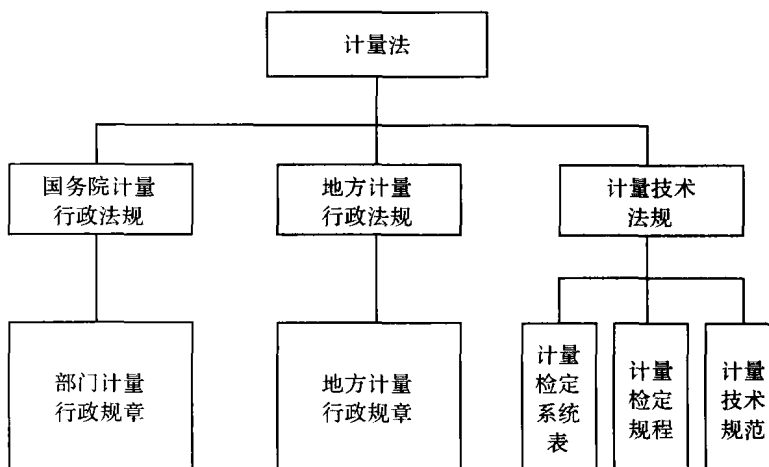 计量法
国务院计量
行政法规
地方计量
行政法规
计量技术
法规
部门计量
行政规章
地方计量
行政规章
计量
检定
系统
表
计量
检定
规程
计量
技术
规范